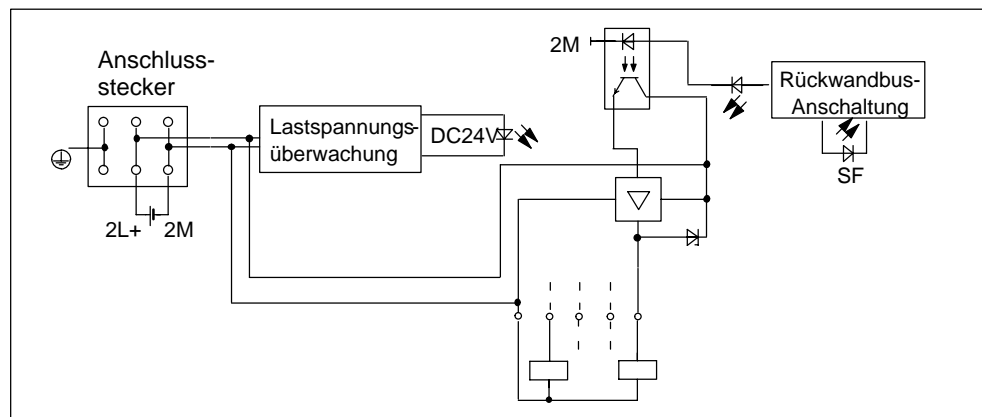 Anschluss-
stecker
2L+
2M
Lastspannungs-
überwachung
DC24V
2M
Rückwandbus-
Anschaltung
SF